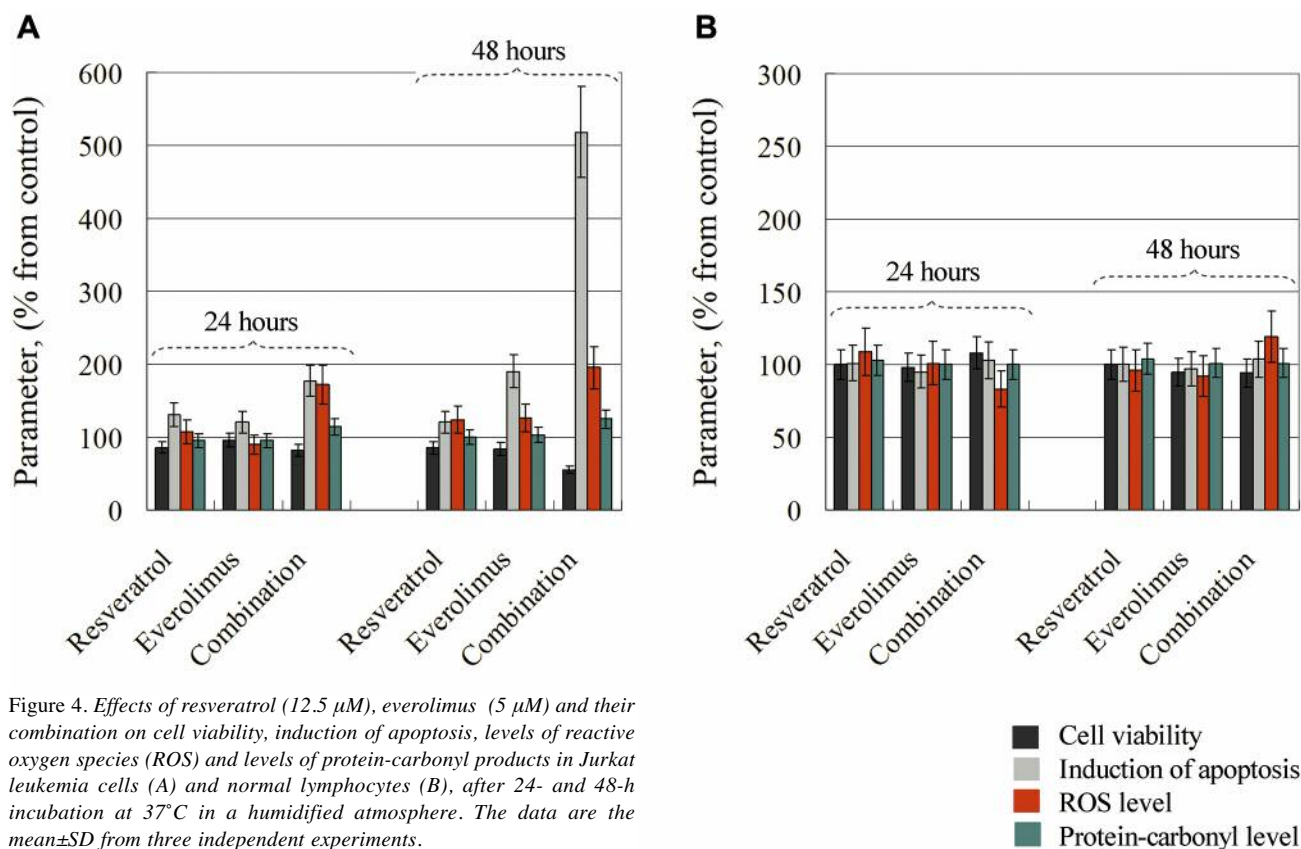 A
48 hours
600
500
400
300
200
100
0
Parameter, (% from control)
24 hours
Resveratrol
Everolimus
Combination
Resveratrol
Everolimus
Combination
B
300
250
200
150
100
50
0
Parameter, (% from control)
24 hours
48 hours
Resveratrol
Everolimus
Combination
Resveratrol
Everolimus
Combination
Figure 4. Effects of resveratrol (12.5 μM), everolimus (5 μM) and their
combination on cell viability, induction of apoptosis, levels of reactive
oxygen species (ROS) and levels of protein-carbonyl products in Jurkat
leukemia cells (A) and normal lymphocytes (B), after 24- and 48-h
incubation at 37˚C in a humidified atmosphere. The data are the
mean±SD from three independent experiments.
Cell viability
Induction of apoptosis
ROS level
Protein-carbonyl level